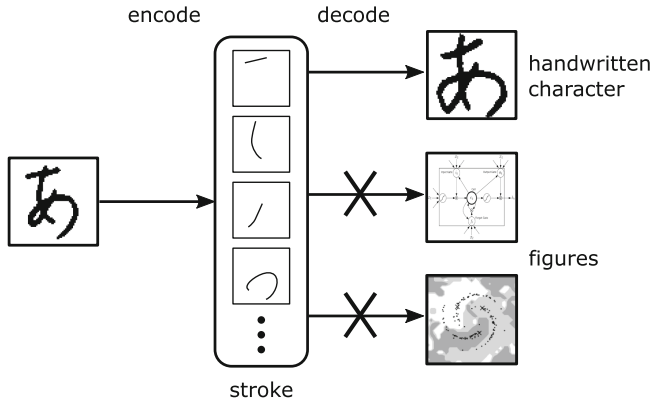 encode
decode
あ
handwritten
character
あ
figures
stroke